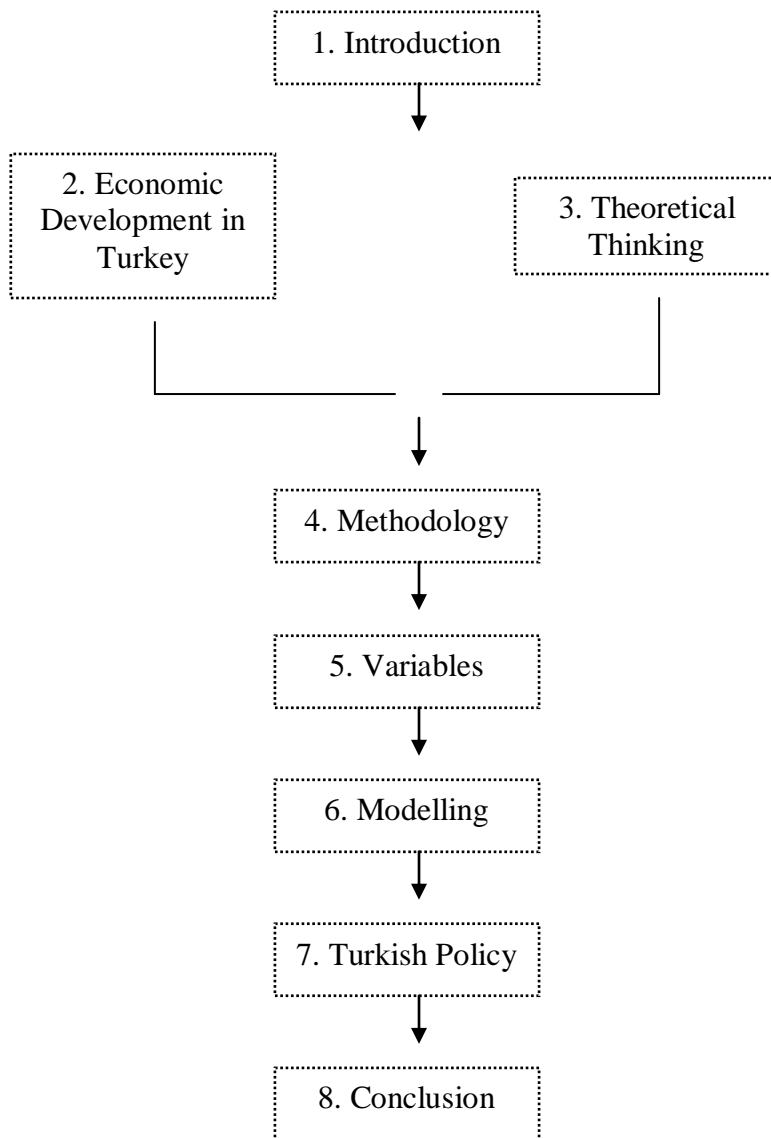 1. Introduction
2. Economic
Development in
Turkey
3. Theoretical
Thinking
4. Methodology
5. Variables
6. Modelling
7. Turkish Policy
8. Conclusion